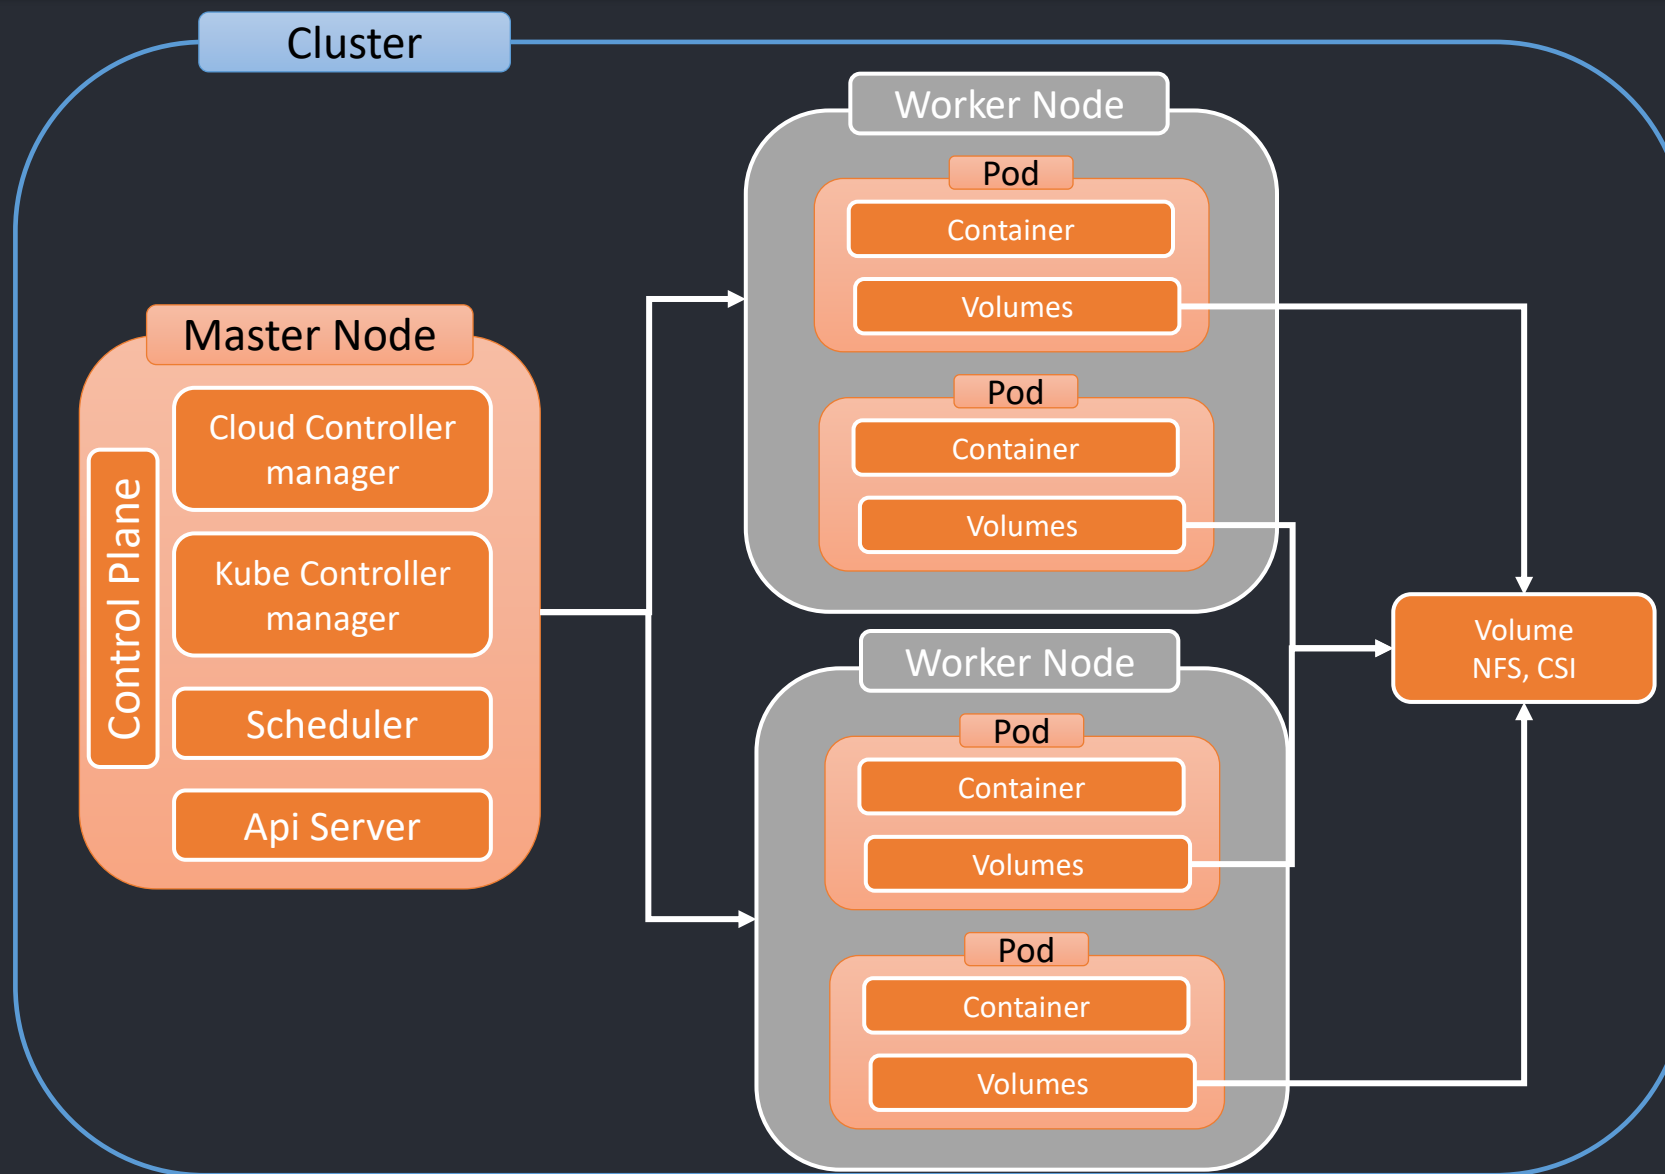 Cluster
Master Node
Control Plane
Cloud Controller
manager
Kube Controller
manager
Scheduler
Api Server
Worker Node
Pod
Container
Volumes
Pod
Container
Volumes
Worker Node
Pod
Container
Volumes
Pod
Container
Volumes
Volume
NFS, CSI